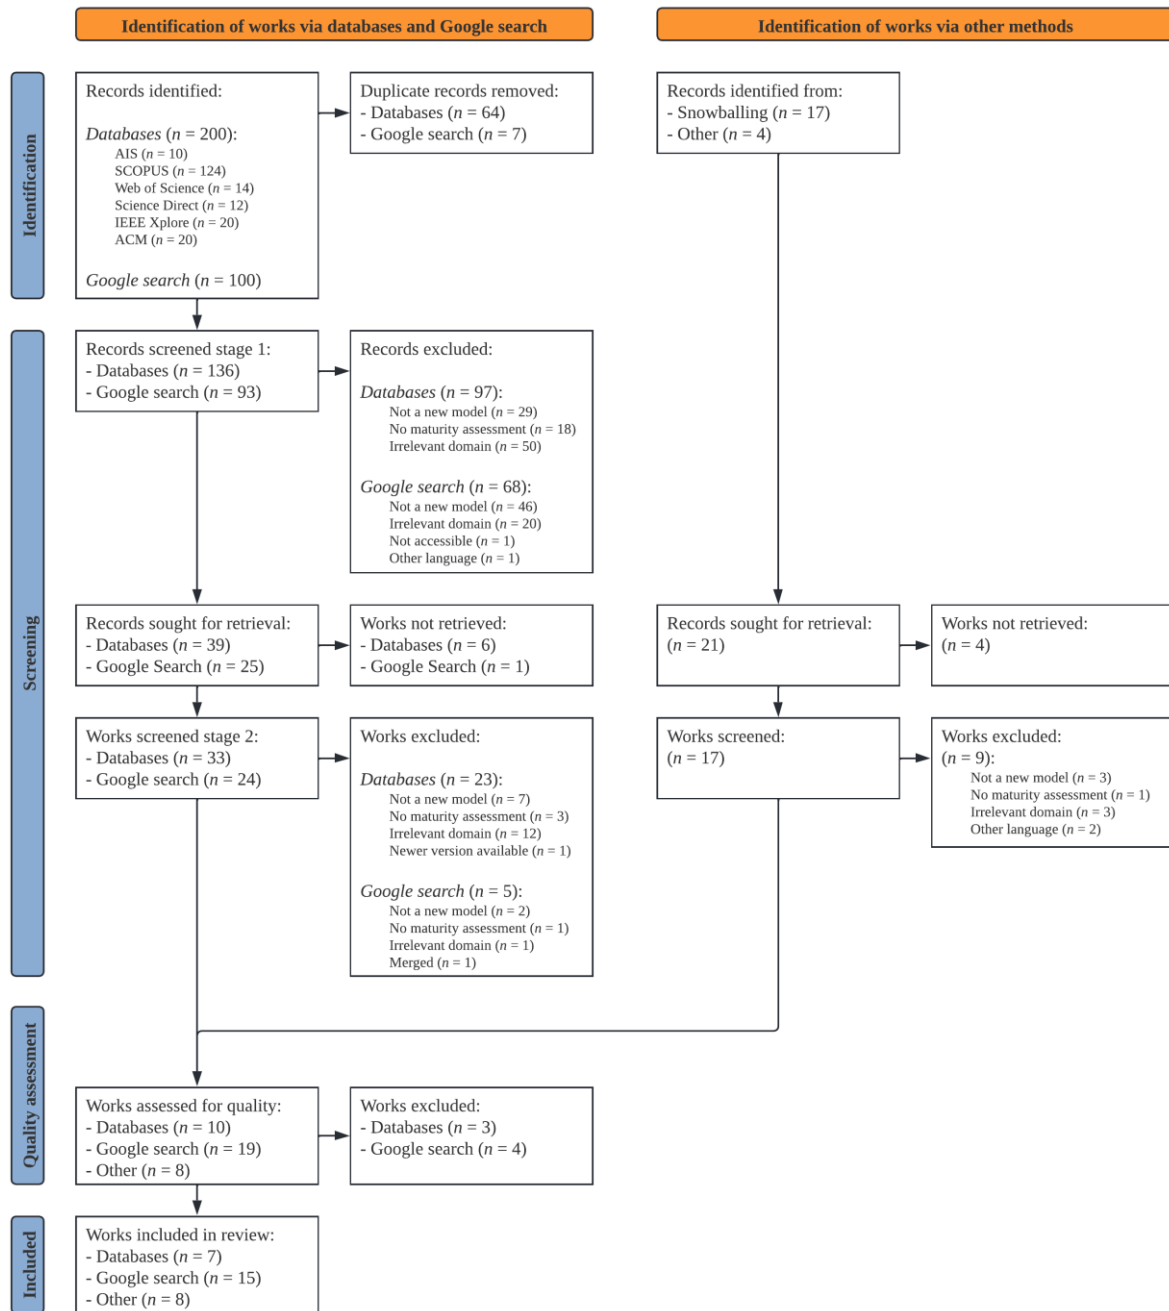 Identification of works via databases and Google search
Identification of works via other methods
Identification
Records identified:
Databases (n = 200):
AIS (n = 10)
SCOPUS (n = 124)
Web of Science (n = 14)
Science Direct (n = 12)
IEEE Xplore (n = 20)
ACM (n = 20)
Google search (n = 100)
Duplicate records removed:
- Databases (n = 64)
- Google search (n = 7)
Records identified from:
- Snowballing (n = 17)
- Other (n = 4)
Screening
Records screened stage 1:
- Databases (n = 136)
- Google search (n = 93)
Records excluded:
Databases (n = 97):
Not a new model (n = 29)
No maturity assessment (n = 18)
Irrelevant domain (n = 50)
Google search (n = 68):
Not a new model (n = 46)
Irrelevant domain (n = 20)
Not accessible (n = 1)
Other language (n = 1)
Records sought for retrieval:
- Databases (n = 39)
- Google Search (n = 25)
Works not retrieved:
- Databases (n = 6)
- Google Search (n = 1)
Records sought for retrieval:
(n = 21)
Works not retrieved:
(n = 4)
Works screened stage 2:
- Databases (n = 33)
- Google search (n = 24)
Works excluded:
Databases (n = 23):
Not a new model (n = 7)
No maturity assessment (n = 3)
Irrelevant domain (n = 12)
Newer version available (n = 1)
Google search (n = 5):
Not a new model (n = 2)
No maturity assessment (n = 1)
Irrelevant domain (n = 1)
Merged (n = 1)
Works screened:
(n = 17)
Works excluded:
(n = 9):
Not a new model (n = 3)
No maturity assessment (n = 1)
Irrelevant domain (n = 3)
Other language (n = 2)
Quality assessment
Works assessed for quality:
- Databases (n = 10)
- Google search (n = 19)
- Other (n = 8)
Works excluded:
- Databases (n = 3)
- Google search (n = 4)
Included
Works included in review:
- Databases (n = 7)
- Google search (n = 15)
- Other (n = 8)